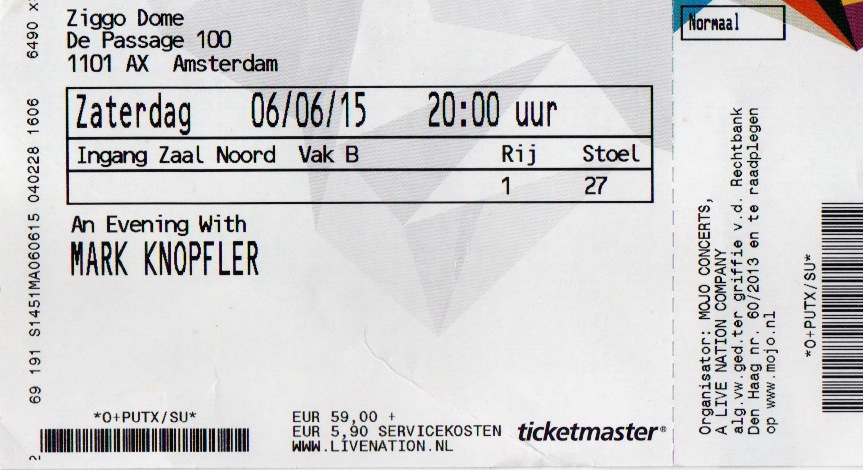 Ziggo Dome
De Passage 100
1101 AX Amsterdam
Zaterdag 06/06/15 20:00 uur
Ingang Zaal Noord Vak B Rij Stoel
1 27
An Evening With
MARK KNOPFLER
*O+PUTX/SU*
EUR 59,00 +
EUR 5,90 SERVICEKOSTEN
WWW.LIVENATION.NL
ticketmaster®
69 191 S1451MA060615 040228 1606 6490
Normaal
Organisator: MOJO CONCERTS,
A LIVE NATION COMPANY
alg.vw.ged.ter griffie v.d. Rechtbank
Den Haag nr. 60/2013 en te raadplegen
op www.mojo.nl
*O+PUTX/SU*